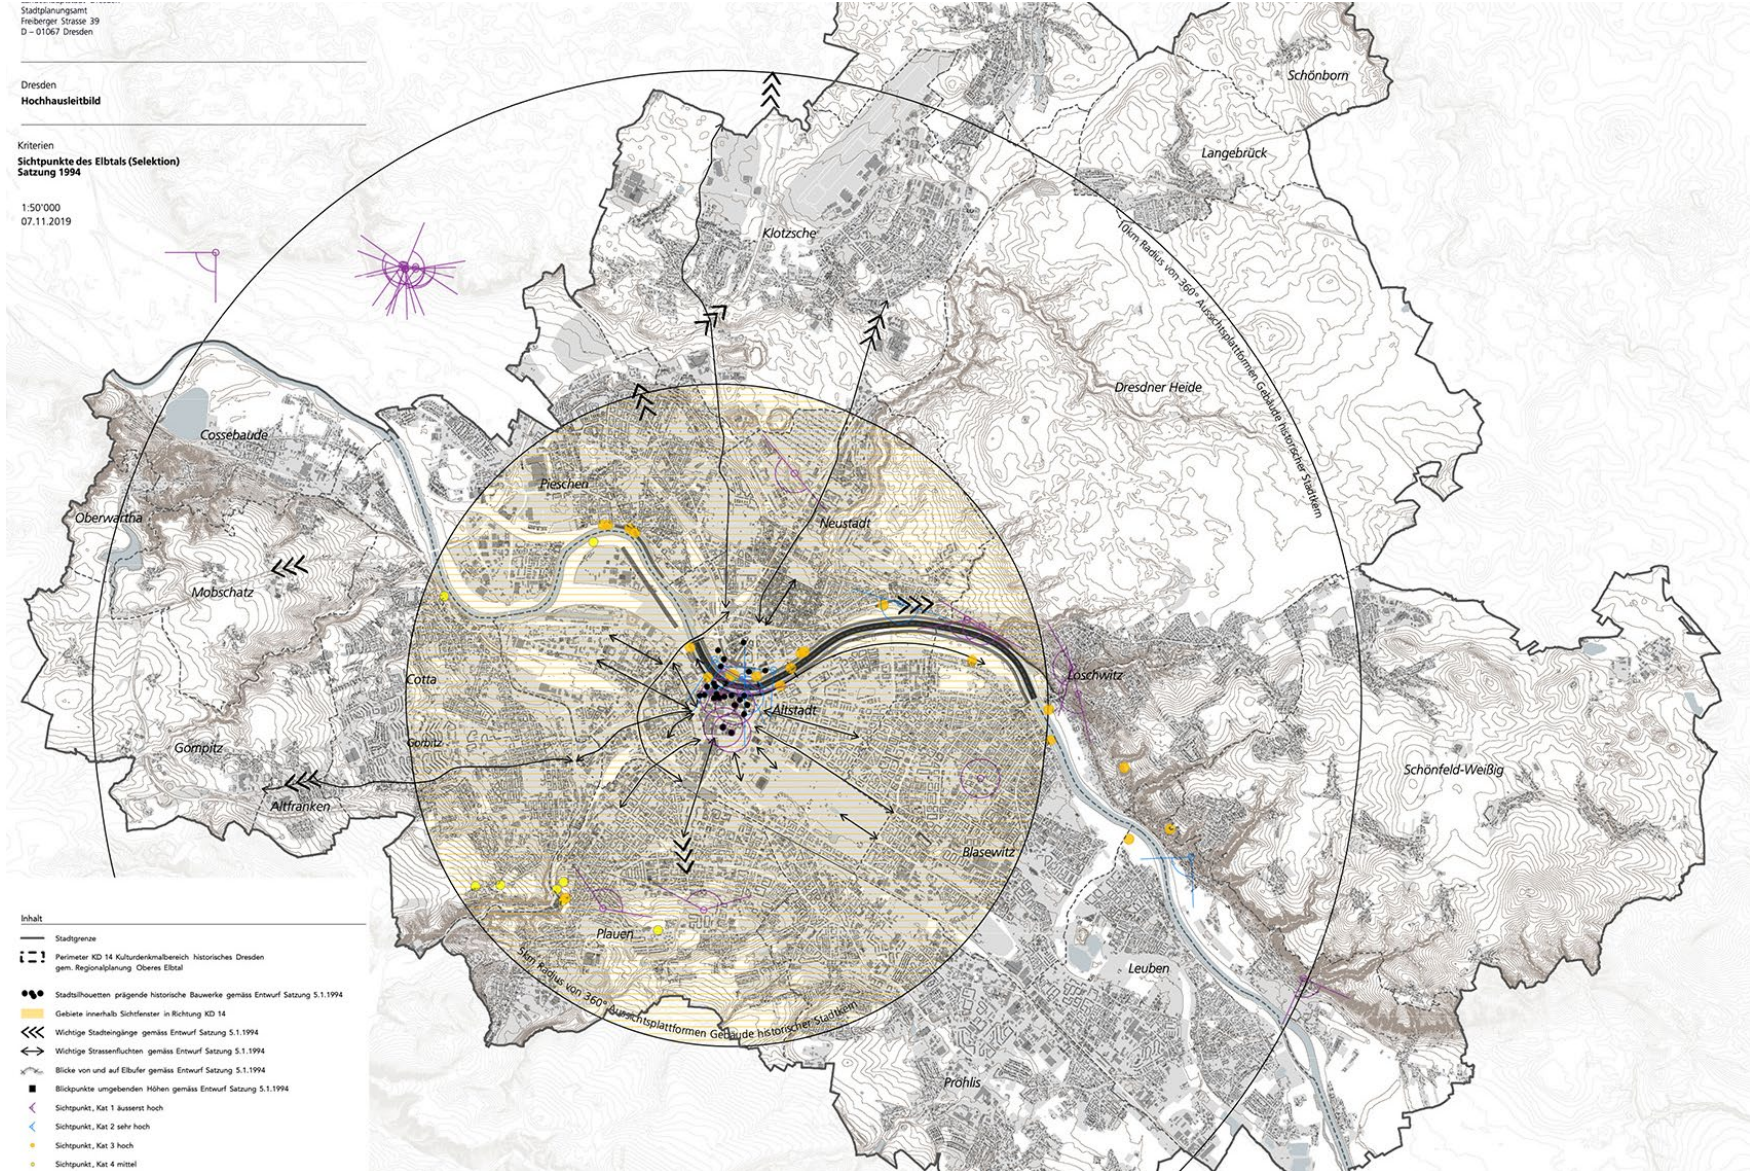 Stadtplanungsamt
Freiberger Strasse 39
D – 01067 Dresden
Dresden
Hochhausleitbild
Kriterien
Sichtpunkte des Elbtals (Selektion)
Satzung 1994
1:50'000
07.11.2019
Schönborn
Langebrück
Klotzsche
10km Radius von 360° Aussichtsplattformen Gebäude historischer Stadtkern
Dresdner Heide
Cossebaude
Pieschen
Oberwartha
Neustadt
Mobschatz
Cotta
Loschwitz
Altstadt
Gorbitz
Gompitz
Schönfeld-Weißig
Altfranken
Blasewitz
Plauen
5km Radius von 360° Aussichtsplattformen Gebäude historischer Stadtkern
Leuben
Prohlis
Inhalt
Stadtgrenze
Perimeter KD 14 Kulturdenkmalbereich historisches Dresden
gem. Regionalplanung Oberes Elbtal
Stadtsilhouetten prägende historische Bauwerke gemäss Entwurf Satzung 5.1.1994
Gebiete innerhalb Sichtfenster in Richtung KD 14
Wichtige Stadteingänge gemäss Entwurf Satzung 5.1.1994
Wichtige Strassenfluchten gemäss Entwurf Satzung 5.1.1994
Blicke von und auf Elbufer gemäss Entwurf Satzung 5.1.1994
Blickpunkte umgebenden Höhen gemäss Entwurf Satzung 5.1.1994
Sichtpunkt, Kat 1 äusserst hoch
Sichtpunkt, Kat 2 sehr hoch
Sichtpunkt, Kat 3 hoch
Sichtpunkt, Kat 4 mittel